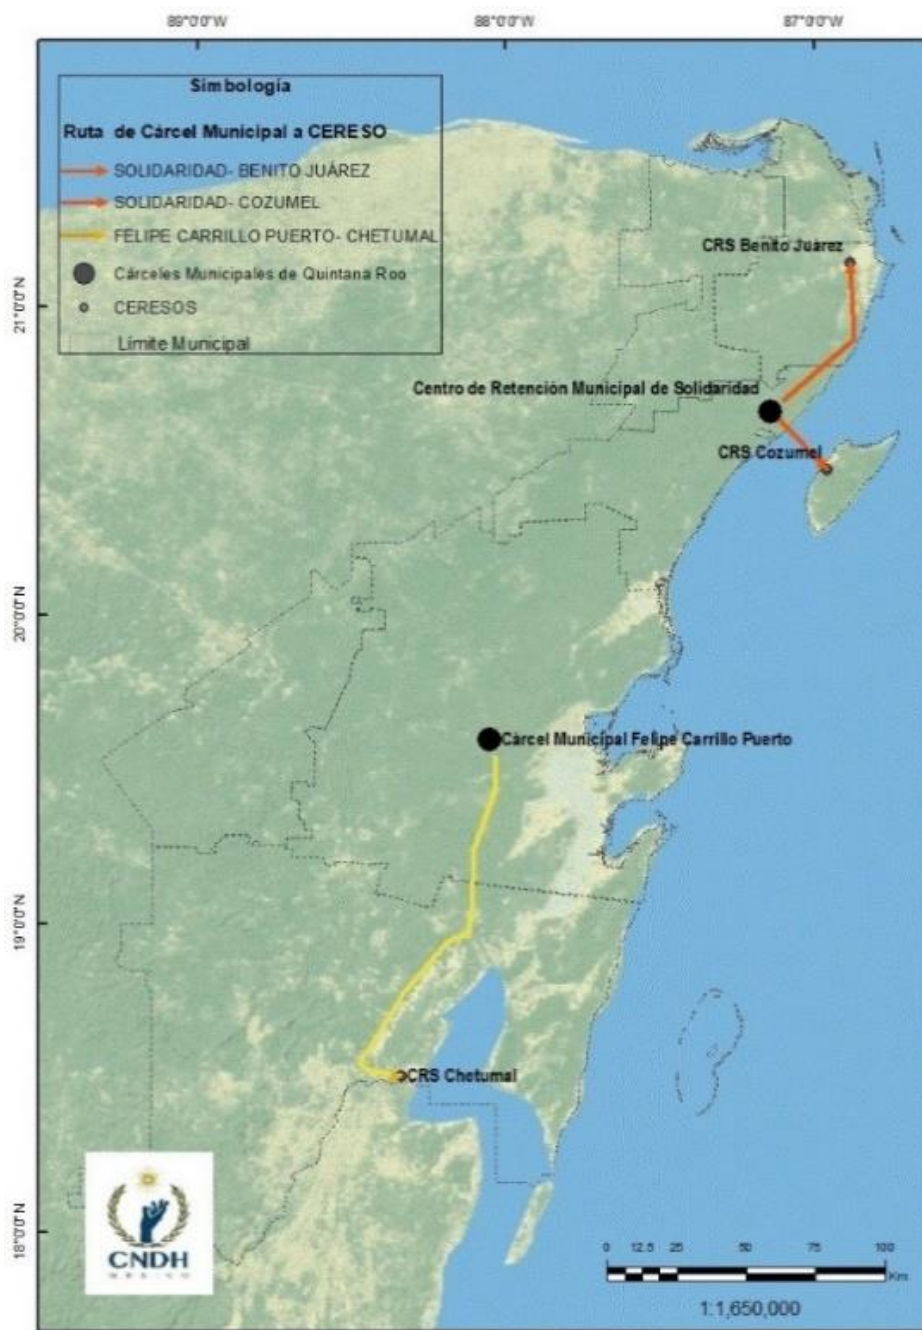 89°0'0"W
88°0'0"W
87°0'0"W
Simbología
Ruta de Cárcel Municipal a CERESO
SOLIDARIDAD- BENITO JUÁREZ
SOLIDARIDAD- COZUMEL
FELIPE CARRILLO PUERTO- CHETUMAL
Cárceles Municipales de Quintana Roo
CERESOS
Límite Municipal
CRS Benito Juárez
21°0'0"N
Centro de Retención Municipal de Solidaridad
CRS Cozumel
20°0'0"N
Cárcel Municipal Felipe Carrillo Puerto
19°0'0"N
CRS Chetumal
CNDH
MÉXICO
18°0'0"N
0 12.5 25 50 75 100
Km
1:1,650,000